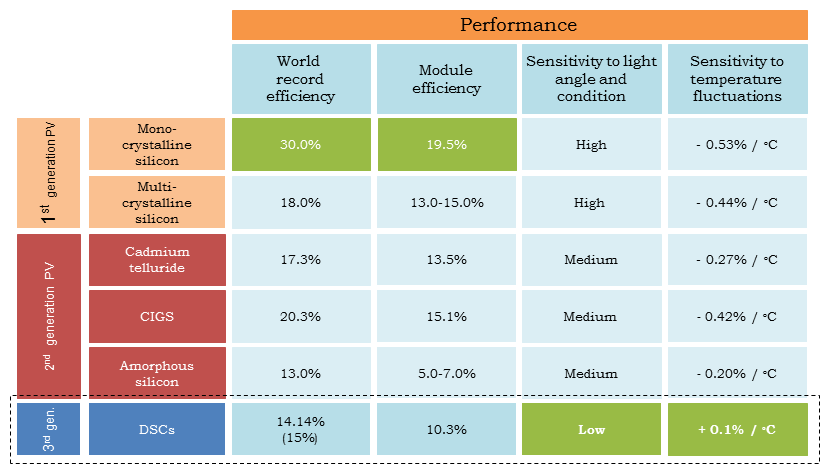 Performance
World
record
efficiency
Module
efficiency
Sensitivity to light
angle and
condition
Sensitivity to
temperature
fluctuations
1st generation PV
Mono-
crystalline
silicon
30.0%
19.5%
High
- 0.53% / °C
Multi-
crystalline
silicon
18.0%
13.0-15.0%
High
- 0.44% / °C
2nd generation PV
Cadmium
telluride
17.3%
13.5%
Medium
- 0.27% / °C
CIGS
20.3%
15.1%
Medium
- 0.42% / °C
Amorphous
silicon
13.0%
5.0-7.0%
Medium
- 0.20% / °C
3rd gen.
DSCs
14.14%
(15%)
10.3%
Low
+ 0.1% / °C